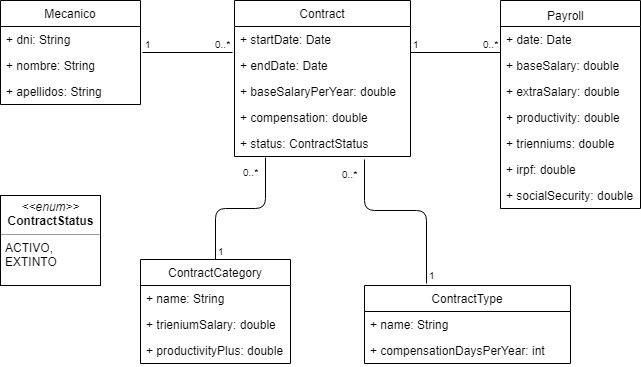 Mecanico
+ dni: String
+ nombre: String
+ apellidos: String
1
0..*
Contract
+ startDate: Date
+ endDate: Date
+ baseSalaryPerYear: double
+ compensation: double
+ status: ContractStatus
1
0..*
Payroll
+ date: Date
+ baseSalary: double
+ extraSalary: double
+ productivity: double
+ trienniums: double
+ irpf: double
+ socialSecurity: double
0..*
0..*
<<enum>>
ContractStatus
ACTIVO,
EXTINTO
1
ContractCategory
+ name: String
+ trieniumSalary: double
+ productivityPlus: double
1
ContractType
+ name: String
+ compensationDaysPerYear: int